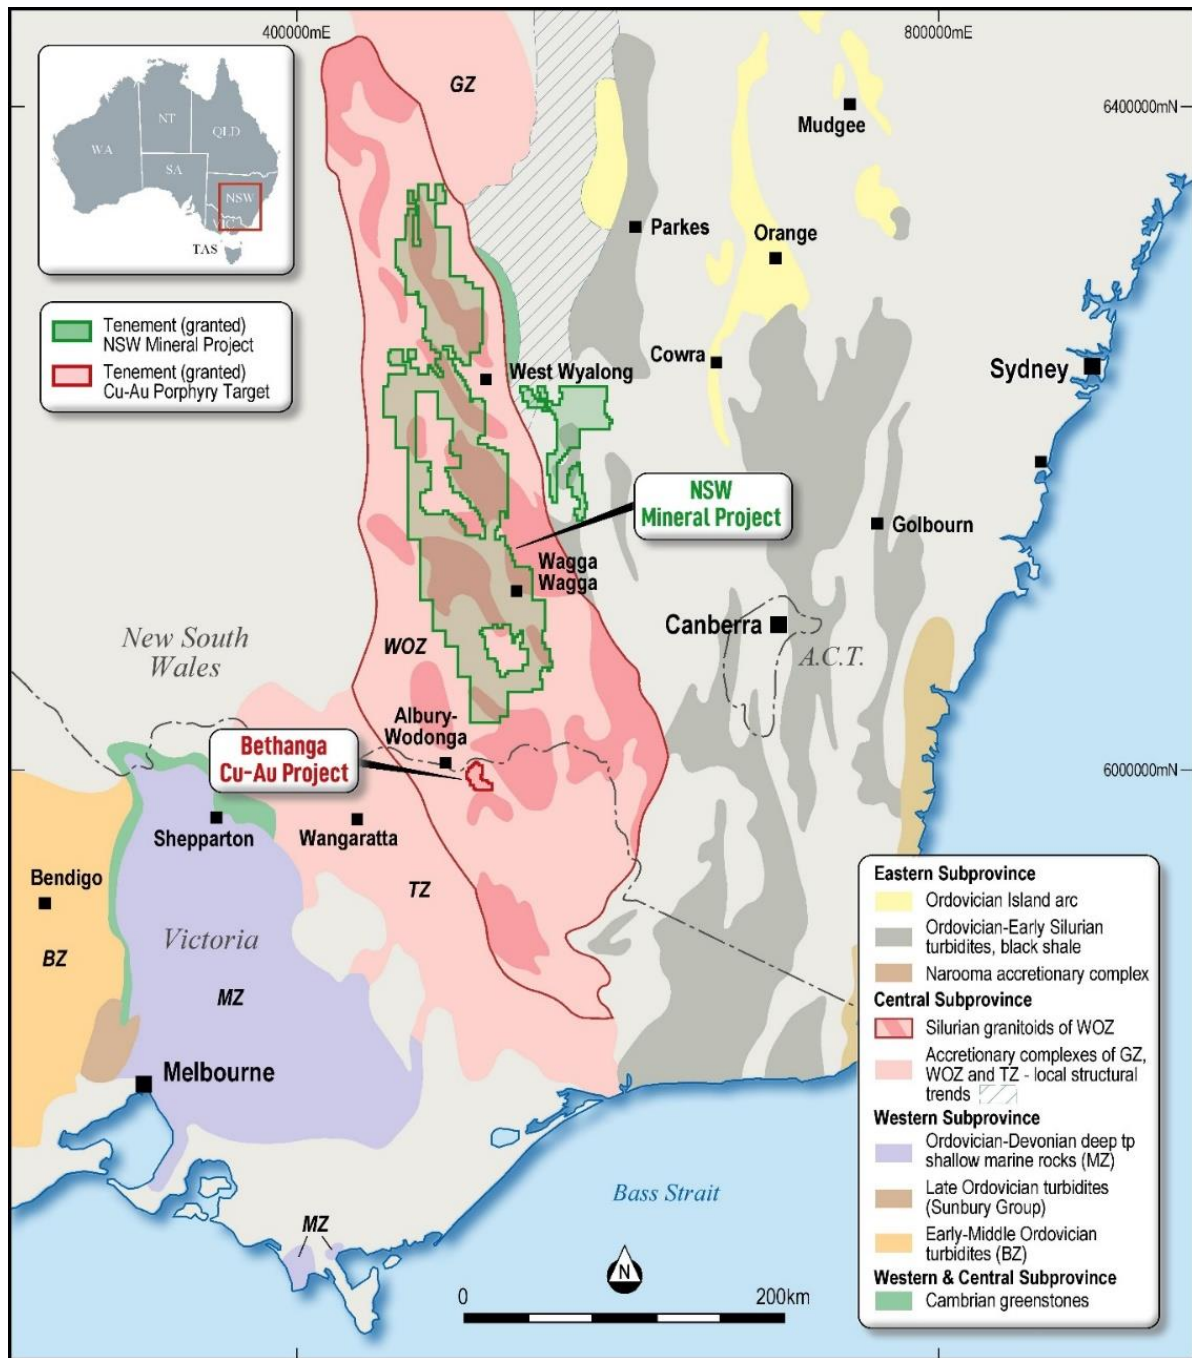 400000mE
800000mE
6400000mN
6000000mN
NT
QLD
WA
SA
NSW
VIC
TAS
Tenement (granted)
NSW Mineral Project
Tenement (granted)
Cu-Au Porphyry Target
GZ
Mudgee
Parkes
Orange
Cowra
West Wyalong
Sydney
NSW
Mineral Project
Golbourn
Wagga
Wagga
Canberra
A.C.T.
New South
Wales
WOZ
Albury-
Wodonga
Bethanga
Cu-Au Project
Shepparton
Wangaratta
Bendigo
TZ
Victoria
BZ
MZ
Melbourne
MZ
Bass Strait
N
0
200km
Eastern Subprovince
Ordovician Island arc
Ordovician-Early Silurian
turbidites, black shale
Narooma accretionary complex
Central Subprovince
Silurian granitoids of WOZ
Accretionary complexes of GZ,
WOZ and TZ - local structural
trends
Western Subprovince
Ordovician-Devonian deep tp
shallow marine rocks (MZ)
Late Ordovician turbidites
(Sunbury Group)
Early-Middle Ordovician
turbidites (BZ)
Western & Central Subprovince
Cambrian greenstones